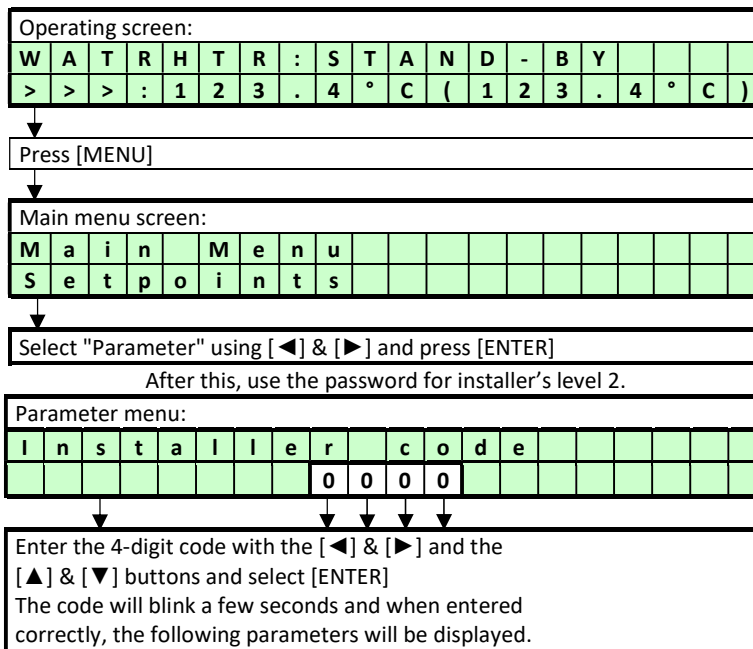 Operating screen:
WATRHTR:STAND-BY
>>>:123.4°C(123.4°C)
Press [MENU]
Main menu screen:
Main Menu
Setpoints
Select "Parameter" using [◄] & [►] and press [ENTER]
After this, use the password for installer’s level 2.
Parameter menu:
Installer code
0000
Enter the 4-digit code with the [◄] & [►] and the
[▲] & [▼] buttons and select [ENTER]
The code will blink a few seconds and when entered
correctly, the following parameters will be displayed.